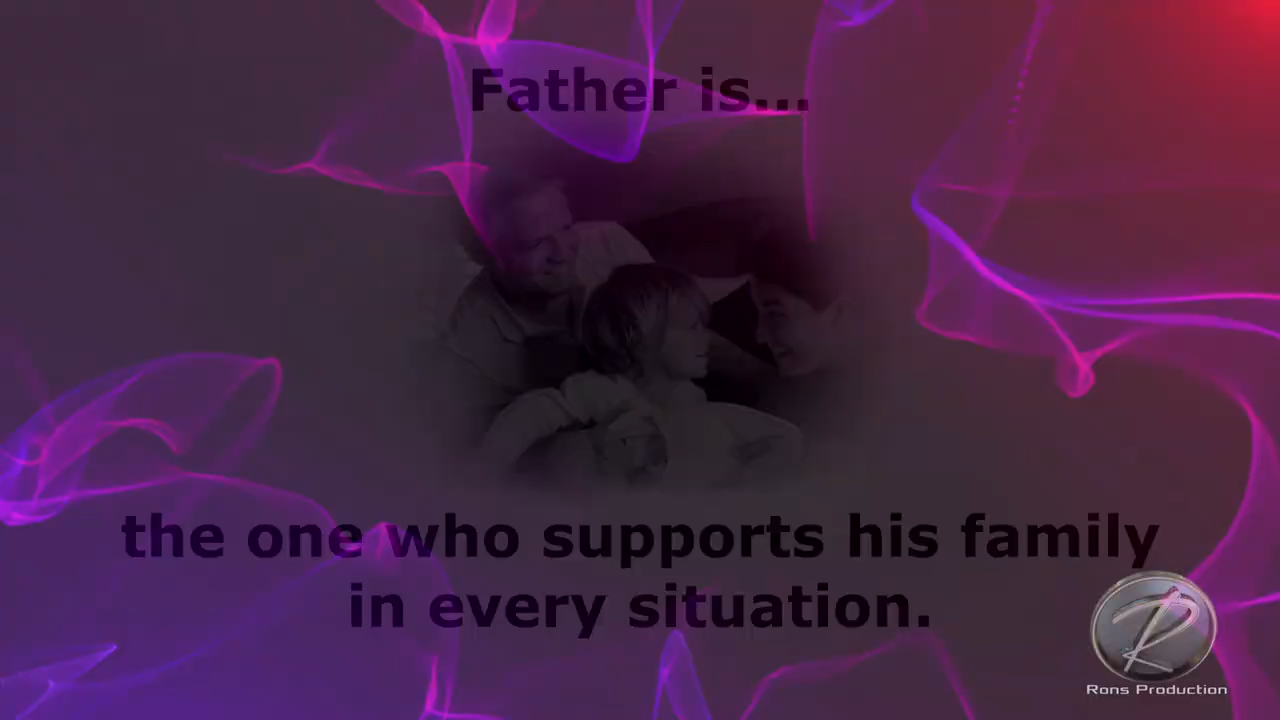 Father is...
the one who supports his family
in every situation.
R
Rons Production